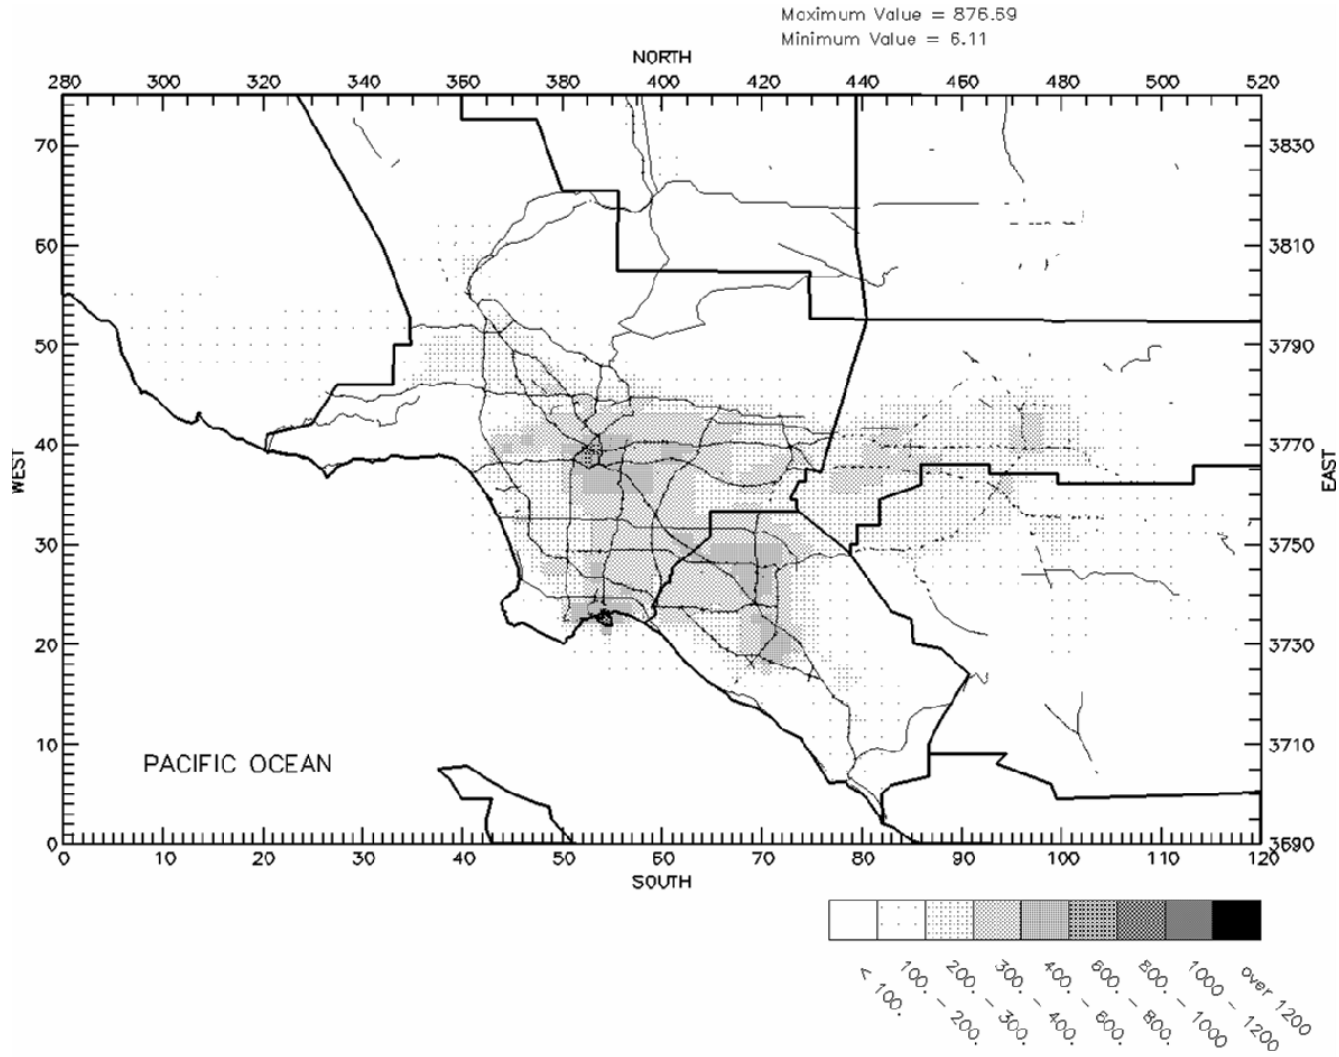 Maximum Value = 876.59
Minimum Value = 6.11
NORTH
280 300 320 340 360 380 400 420 440 460 480 500 520
70 3830
60 3810
50 3790
40 3770
WEST
EAST
30 3750
20 3730
10 3710
PACIFIC OCEAN
0 3690
0 10 20 30 40 50 60 70 80 90 100 110 120
SOUTH
< 100.
100. - 200.
200. - 300.
300. - 400.
400. - 600.
600. - 800.
800. - 1000
1000 - 1200
over 1200